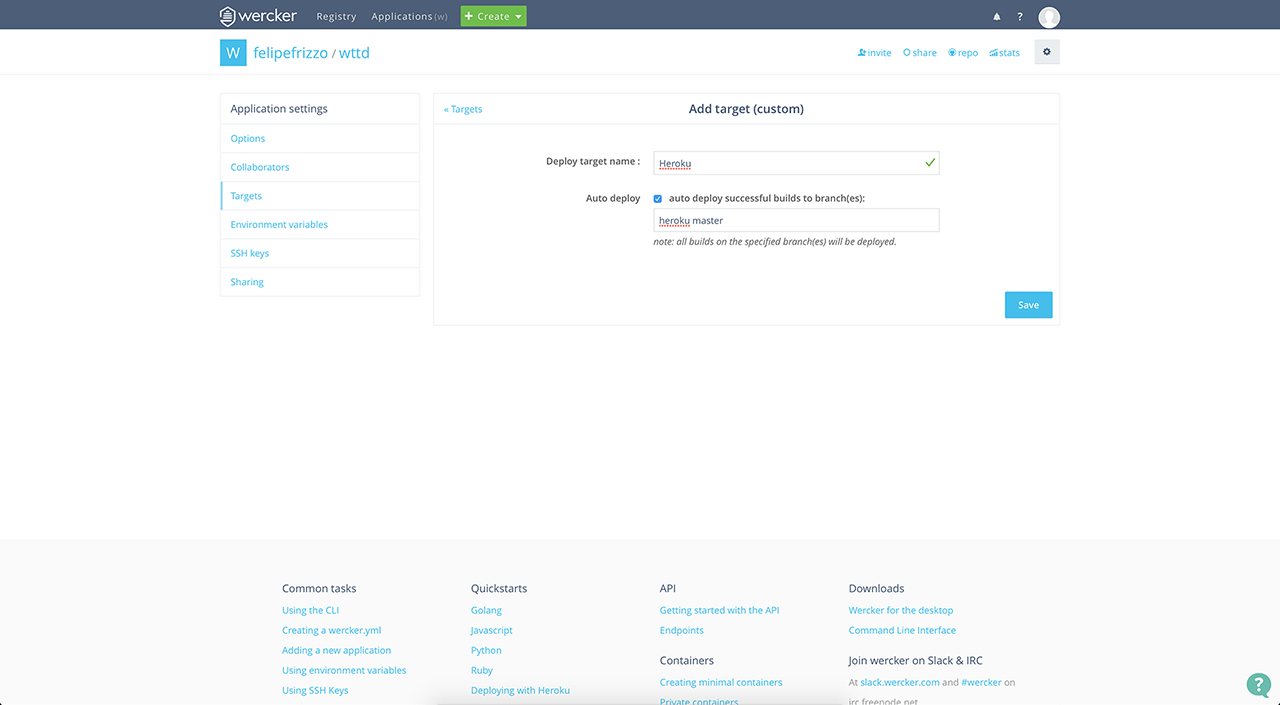 wercker Registry Applications(w) + Create
W felipefrizzo / wttd invite share repo stats
Application settings
Options
Collaborators
Targets
Environment variables
SSH keys
Sharing
« Targets Add target (custom)
Deploy target name : Heroku
Auto deploy auto deploy successful builds to branch(es):
heroku master
note: all builds on the specified branch(es) will be deployed.
Save
Common tasks
Using the CLI
Creating a wercker.yml
Adding a new application
Using environment variables
Using SSH Keys
Quickstarts
Golang
Javascript
Python
Ruby
Deploying with Heroku
API
Getting started with the API
Endpoints
Containers
Creating minimal containers
Private containers
Downloads
Wercker for the desktop
Command Line Interface
Join wercker on Slack & IRC
At slack.wercker.com and #wercker on
irc.freenode.net